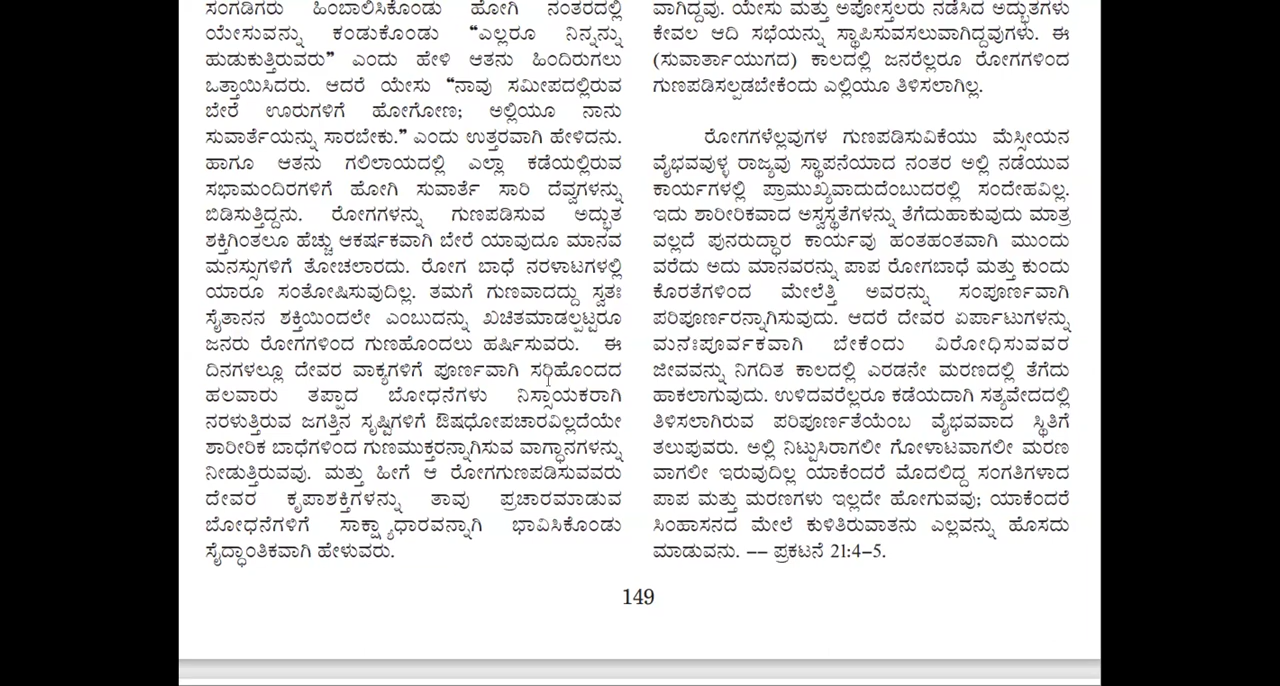 ಸಂಗಡಿಗರು ಹಿಂಬಾಲಿಸಿಕೊಂಡು ಹೋಗಿ ನಂತರದಲ್ಲಿ
ಯೇಸುವನ್ನು ಕಂಡುಕೊಂಡು “ಎಲ್ಲರೂ ನಿನ್ನನ್ನು
ಹುಡುಕುತ್ತಿರುವರು” ಎಂದು ಹೇಳಿ ಆತನು ಹಿಂದಿರುಗಲು
ಒತ್ತಾಯಿಸಿದರು. ಆದರೆ ಯೇಸು “ನಾವು ಸಮೀಪದಲ್ಲಿರುವ
ಬೇರೆ ಊರುಗಳಿಗೆ ಹೋಗೋಣ; ಅಲ್ಲಿಯೂ ನಾನು
ಸುವಾರ್ತೆಯನ್ನು ಸಾರಬೇಕು.” ಎಂದು ಉತ್ತರವಾಗಿ ಹೇಳಿದನು.
ಹಾಗೂ ಆತನು ಗಲಿಲಾಯದಲ್ಲಿ ಎಲ್ಲಾ ಕಡೆಯಲ್ಲಿರುವ
ಸಭಾಮಂದಿರಗಳಿಗೆ ಹೋಗಿ ಸುವಾರ್ತೆ ಸಾರಿ ದೆವ್ವಗಳನ್ನು
ಬಿಡಿಸುತ್ತಿದ್ದನು. ರೋಗಗಳನ್ನು ಗುಣಪಡಿಸುವ ಅದ್ಭುತ
ಶಕ್ತಿಗಿಂತಲೂ ಹೆಚ್ಚು ಆಕರ್ಷಕವಾಗಿ ಬೇರೆ ಯಾವುದೂ ಮಾನವ
ಮನಸ್ಸುಗಳಿಗೆ ತೋಚಲಾರದು. ರೋಗ ಬಾಧೆ ನರಳಾಟಗಳಲ್ಲಿ
ಯಾರೂ ಸಂತೋಷಿಸುವುದಿಲ್ಲ. ತಮಗೆ ಗುಣವಾದದ್ದು ಸ್ವತಃ
ಸೈತಾನನ ಶಕ್ತಿಯಿಂದಲೇ ಎಂಬುದನ್ನು ಖಚಿತಮಾಡಲ್ಪಟ್ಟರೂ
ಜನರು ರೋಗಗಳಿಂದ ಗುಣಹೊಂದಲು ಹರ್ಷಿಸುವರು. ಈ
ದಿನಗಳಲ್ಲೂ ದೇವರ ವಾಕ್ಯಗಳಿಗೆ ಪೂರ್ಣವಾಗಿ ಸರಿಹೊಂದದ
ಹಲವಾರು ತಪ್ಪಾದ ಬೋಧನೆಗಳು ನಿಸ್ಸಾಯಕರಾಗಿ
ನರಳುತ್ತಿರುವ ಜಗತ್ತಿನ ಸೃಷ್ಟಿಗಳಿಗೆ ಔಷಧೋಪಚಾರವಿಲ್ಲದೆಯೇ
ಶಾರೀರಿಕ ಬಾಧೆಗಳಿಂದ ಗುಣಮುಕ್ತರನ್ನಾಗಿಸುವ ವಾಗ್ದಾನಗಳನ್ನು
ನೀಡುತ್ತಿರುವವು. ಮತ್ತು ಹೀಗೆ ಆ ರೋಗಗುಣಪಡಿಸುವವರು
ದೇವರ ಕೃಪಾಶಕ್ತಿಗಳನ್ನು ತಾವು ಪ್ರಚಾರಮಾಡುವ
ಬೋಧನೆಗಳಿಗೆ ಸಾಕ್ಷ್ಯಾಧಾರವನ್ನಾಗಿ ಭಾವಿಸಿಕೊಂಡು
ಸೈದ್ಧಾಂತಿಕವಾಗಿ ಹೇಳುವರು.
ವಾಗಿದ್ದವು. ಯೇಸು ಮತ್ತು ಅಪೋಸ್ತಲರು ನಡೆಸಿದ ಅದ್ಭುತಗಳು
ಕೇವಲ ಆದಿ ಸಭೆಯನ್ನು ಸ್ಥಾಪಿಸುವಸಲುವಾಗಿದ್ದವುಗಳು. ಈ
(ಸುವಾರ್ತಾಯುಗದ) ಕಾಲದಲ್ಲಿ ಜನರೆಲ್ಲರೂ ರೋಗಗಳಿಂದ
ಗುಣಪಡಿಸಲ್ಪಡಬೇಕೆಂದು ಎಲ್ಲಿಯೂ ತಿಳಿಸಲಾಗಿಲ್ಲ.
ರೋಗಗಳೆಲ್ಲವುಗಳ ಗುಣಪಡಿಸುವಿಕೆಯು ಮೆಸ್ಸೀಯನ
ವೈಭವವುಳ್ಳ ರಾಜ್ಯವು ಸ್ಥಾಪನೆಯಾದ ನಂತರ ಅಲ್ಲಿ ನಡೆಯುವ
ಕಾರ್ಯಗಳಲ್ಲಿ ಪ್ರಾಮುಖ್ಯವಾದುದೆಂಬುದರಲ್ಲಿ ಸಂದೇಹವಿಲ್ಲ.
ಇದು ಶಾರೀರಿಕವಾದ ಅಸ್ವಸ್ಥತೆಗಳನ್ನು ತೆಗೆದುಹಾಕುವುದು ಮಾತ್ರ
ವಲ್ಲದೆ ಪುನರುದ್ಧಾರ ಕಾರ್ಯವು ಹಂತಹಂತವಾಗಿ ಮುಂದು
ವರೆದು ಅದು ಮಾನವರನ್ನು ಪಾಪ ರೋಗಬಾಧೆ ಮತ್ತು ಕುಂದು
ಕೊರತೆಗಳಿಂದ ಮೇಲೆತ್ತಿ ಅವರನ್ನು ಸಂಪೂರ್ಣವಾಗಿ
ಪರಿಪೂರ್ಣರನ್ನಾಗಿಸುವುದು. ಆದರೆ ದೇವರ ಏರ್ಪಾಟುಗಳನ್ನು
ಮನಃಪೂರ್ವಕವಾಗಿ ಬೇಕೆಂದು ವಿರೋಧಿಸುವವರ
ಜೀವವನ್ನು ನಿಗದಿತ ಕಾಲದಲ್ಲಿ ಎರಡನೇ ಮರಣದಲ್ಲಿ ತೆಗೆದು
ಹಾಕಲಾಗುವುದು. ಉಳಿದವರೆಲ್ಲರೂ ಕಡೆಯದಾಗಿ ಸತ್ಯವೇದದಲ್ಲಿ
ತಿಳಿಸಲಾಗಿರುವ ಪರಿಪೂರ್ಣತೆಯೆಂಬ ವೈಭವವಾದ ಸ್ಥಿತಿಗೆ
ತಲುಪುವರು. ಅಲ್ಲಿ ನಿಟ್ಟುಸಿರಾಗಲೀ ಗೋಳಾಟವಾಗಲೀ ಮರಣ
ವಾಗಲೀ ಇರುವುದಿಲ್ಲ ಯಾಕೆಂದರೆ ಮೊದಲಿದ್ದ ಸಂಗತಿಗಳಾದ
ಪಾಪ ಮತ್ತು ಮರಣಗಳು ಇಲ್ಲದೇ ಹೋಗುವವು; ಯಾಕೆಂದರೆ
ಸಿಂಹಾಸನದ ಮೇಲೆ ಕುಳಿತಿರುವಾತನು ಎಲ್ಲವನ್ನು ಹೊಸದು
ಮಾಡುವನು. –– ಪ್ರಕಟನೆ 21:4–5.
149